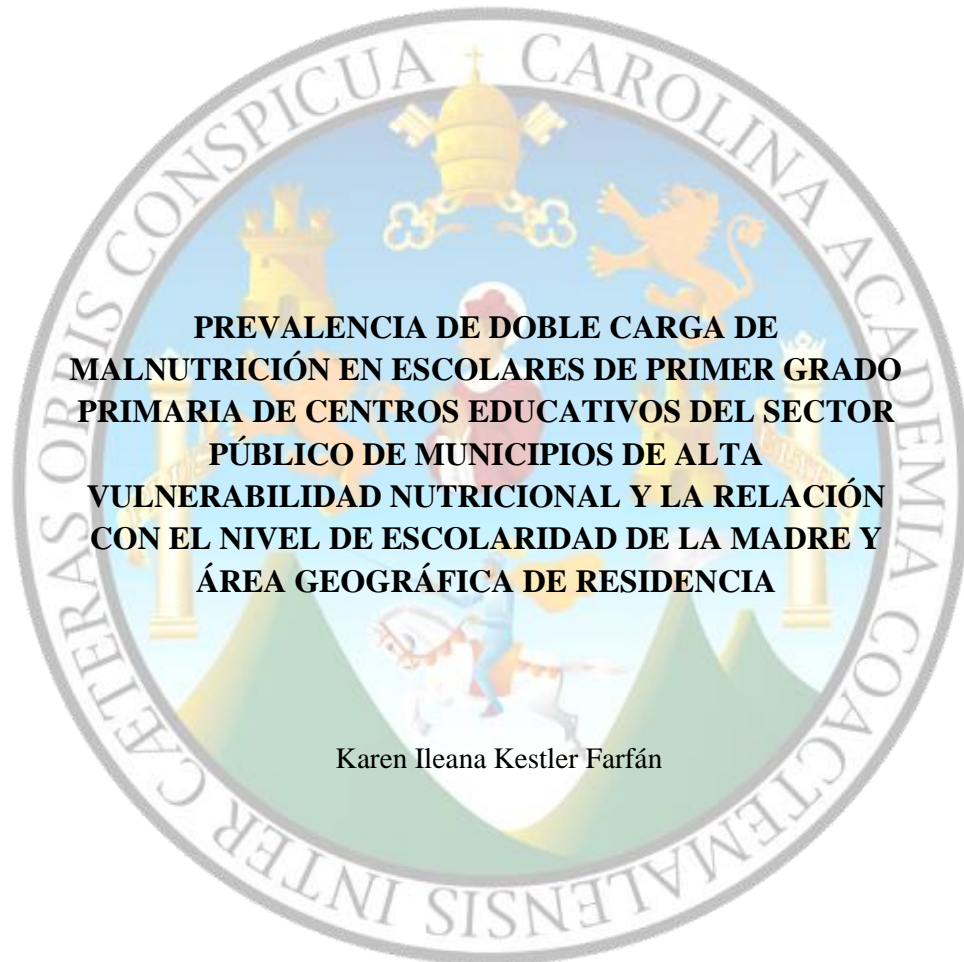 CAETERAS ORBIS CONSPICUA CAROLINA ACADEMIA COACTEMALENSIS INTER
PREVALENCIA DE DOBLE CARGA DE
MALNUTRICIÓN EN ESCOLARES DE PRIMER GRADO
PRIMARIA DE CENTROS EDUCATIVOS DEL SECTOR
PÚBLICO DE MUNICIPIOS DE ALTA
VULNERABILIDAD NUTRICIONAL Y LA RELACIÓN
CON EL NIVEL DE ESCOLARIDAD DE LA MADRE Y
ÁREA GEOGRÁFICA DE RESIDENCIA
Karen Ileana Kestler Farfán